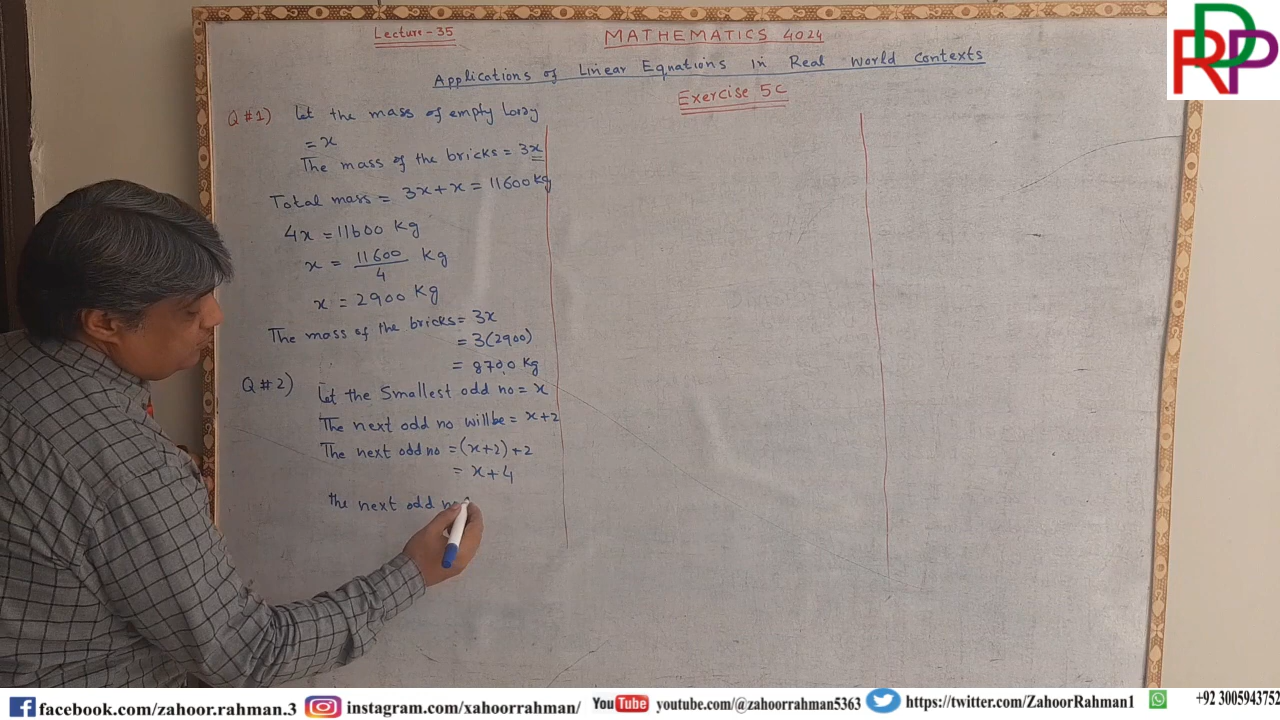 Lecture-35
MATHEMATICS 4024
Applications of Linear Equations in Real World Contexts
Exercise 5C
Q#1) Let the mass of empty lorry
= x
The mass of the bricks = 3x
Total mass = 3x + x = 11600 kg
4x = 11600 Kg
x = 11600/4 Kg
x = 2900 Kg
The mass of the bricks = 3x
= 3(2900)
= 8700 Kg
Q#2) Let the Smallest odd no = x
The next odd no will be = x+2
The next odd no = (x+2)+2
= x+4
the next odd no
RDP
facebook.com/zahoor.rahman.3
instagram.com/xahoorrahman/
YouTube youtube.com/@zahoorrahman5363
https://twitter.com/ZahoorRahman1
+92 3005943752